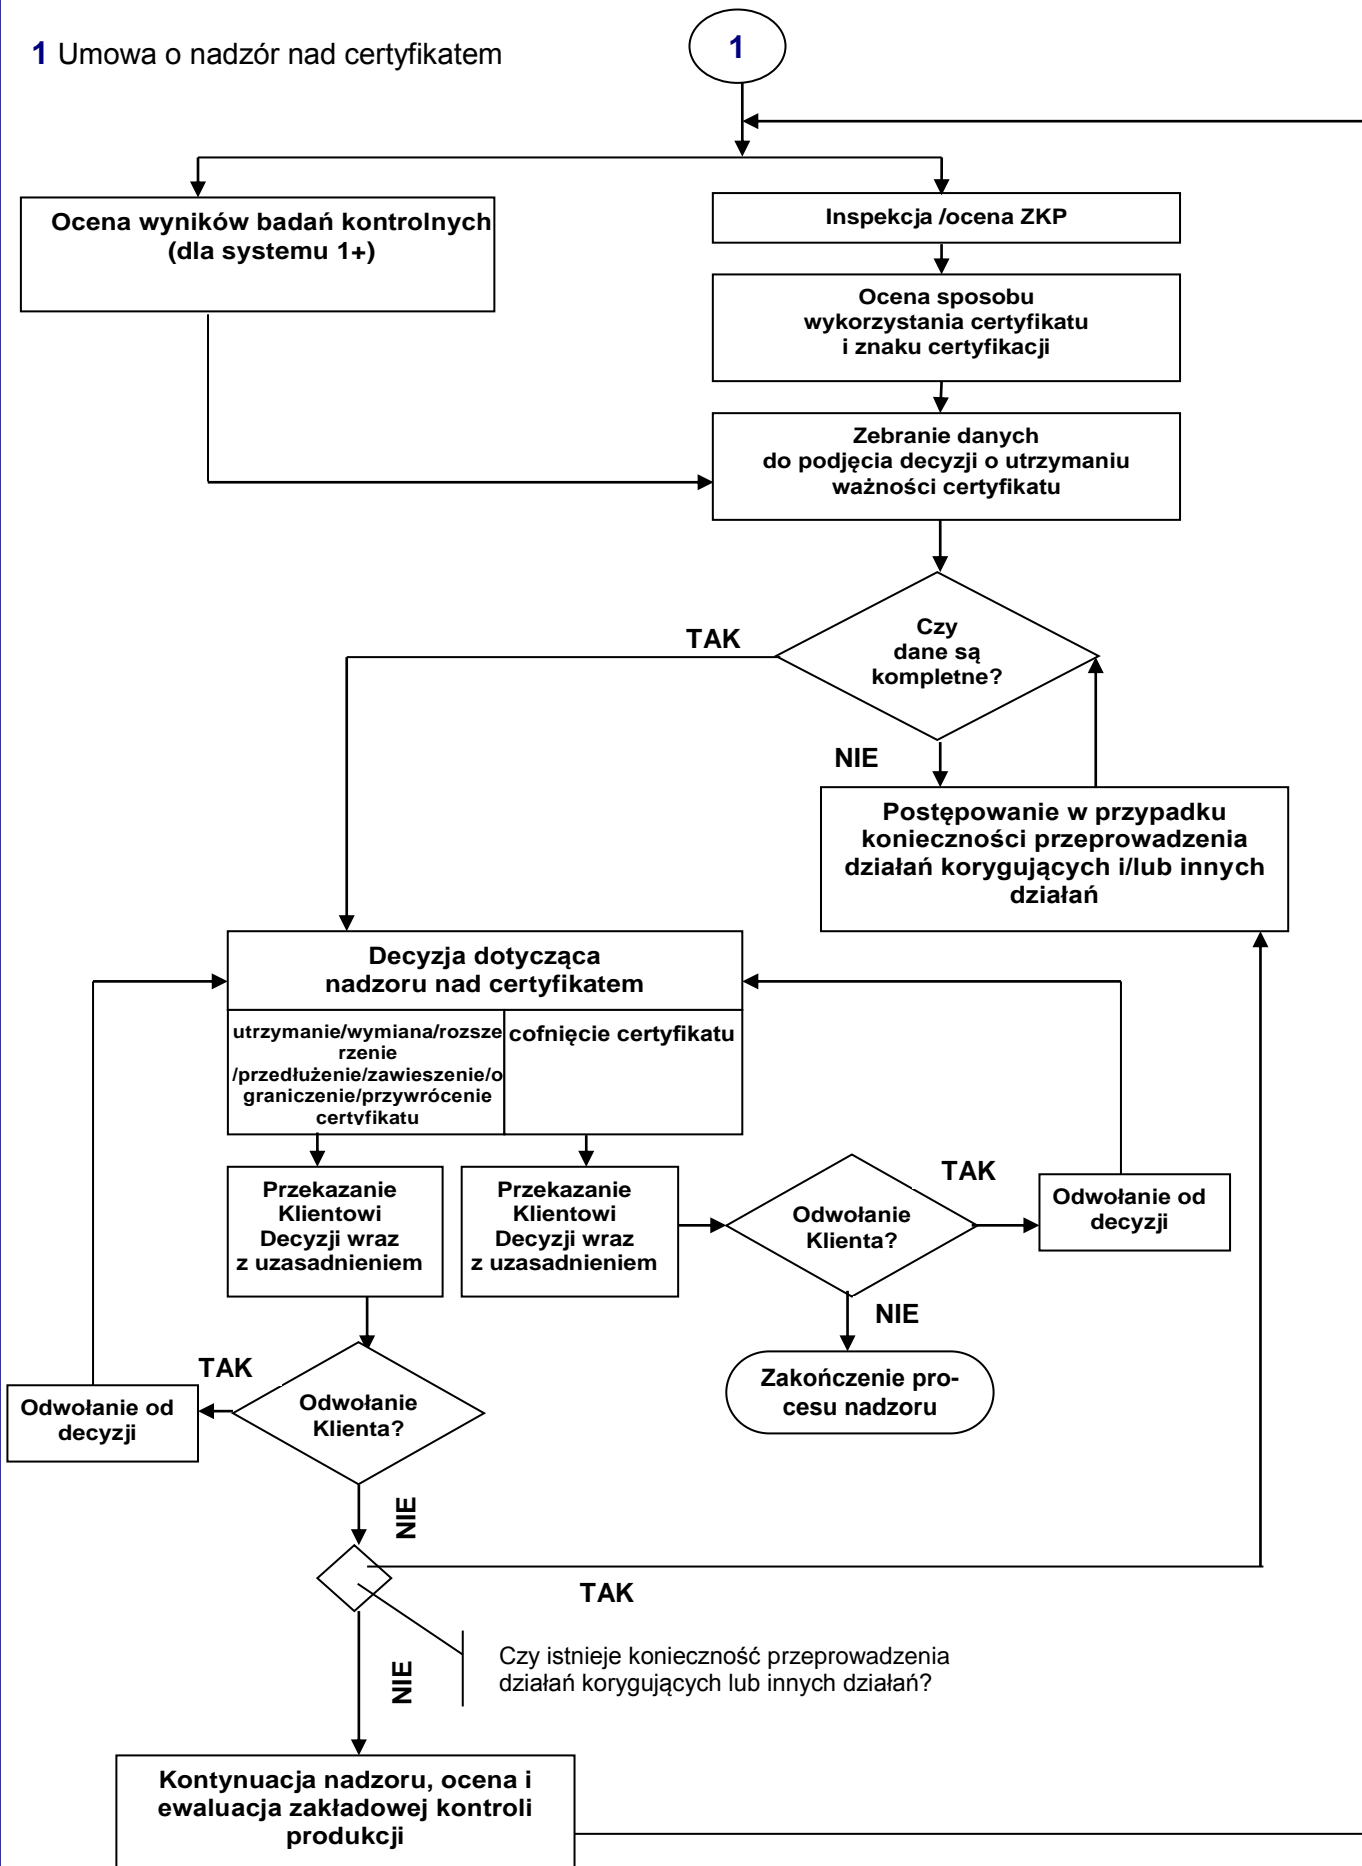 1 Umowa o nadzór nad certyfikatem
1
Ocena wyników badań kontrolnych
(dla systemu 1+)
Inspekcja /ocena ZKP
Ocena sposobu
wykorzystania certyfikatu
i znaku certyfikacji
Zebranie danych
do podjęcia decyzji o utrzymaniu
ważności certyfikatu
Czy
dane są
kompletne?
TAK
NIE
Postępowanie w przypadku
konieczności przeprowadzenia
działań korygujących i/lub innych
działań
Decyzja dotycząca
nadzoru nad certyfikatem
utrzymanie/wymiana/rozsze
rzenie
/przedłużenie/zawieszenie/o
graniczenie/przywrócenie
certyfikatu
cofnięcie certyfikatu
Przekazanie
Klientowi
Decyzji wraz
z uzasadnieniem
Przekazanie
Klientowi
Decyzji wraz
z uzasadnieniem
Odwołanie
Klienta?
TAK
Odwołanie od
decyzji
NIE
Zakończenie pro-
cesu nadzoru
TAK
Odwołanie od
decyzji
Odwołanie
Klienta?
NIE
TAK
Czy istnieje konieczność przeprowadzenia
działań korygujących lub innych działań?
NIE
Kontynuacja nadzoru, ocena i
ewaluacja zakładowej kontroli
produkcji